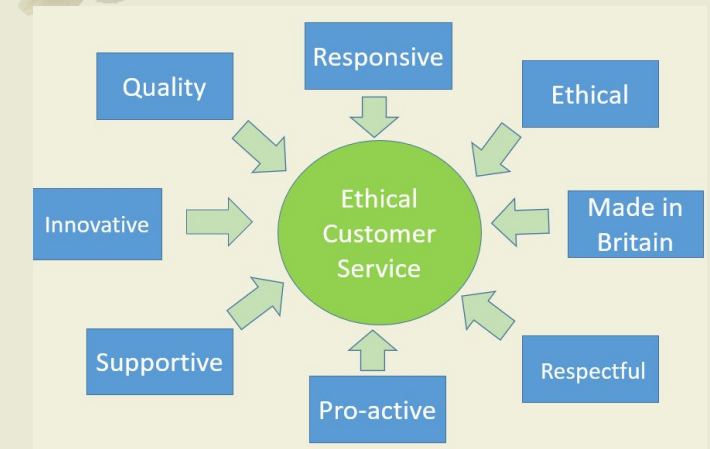 Responsive
Quality
Ethical
Ethical
Customer
Service
Innovative
Made in
Britain
Supportive
Respectful
Pro-active